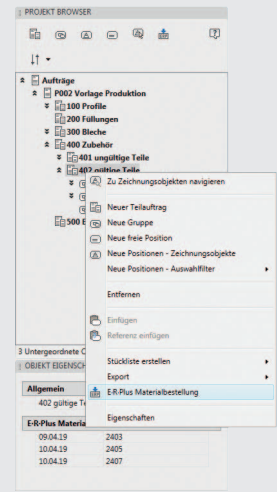 PROJEKT BROWSER
Aufträge
P002 Vorlage Produktion
100 Profile
200 Füllungen
300 Bleche
400 Zubehör
401 ungültige Teile
402 gültige Teile
Zu Zeichnungsobjekten navigieren
Neuer Teilauftrag
Neue Gruppe
Neue freie Position
500
Neue Positionen - Zeichnungsobjekte
Neue Positionen - Auswahlfilter
Entfernen
Einfügen
Referenz einfügen
3 Untergeordnete
Stückliste erstellen
OBJEKT EIGENSCH
Export
Allgemein
E-R-Plus Materialbestellung
402 gültige
Eigenschaften
E-R-Plus Materia
09.04.19 2403
10.04.19 2405
10.04.19 2407